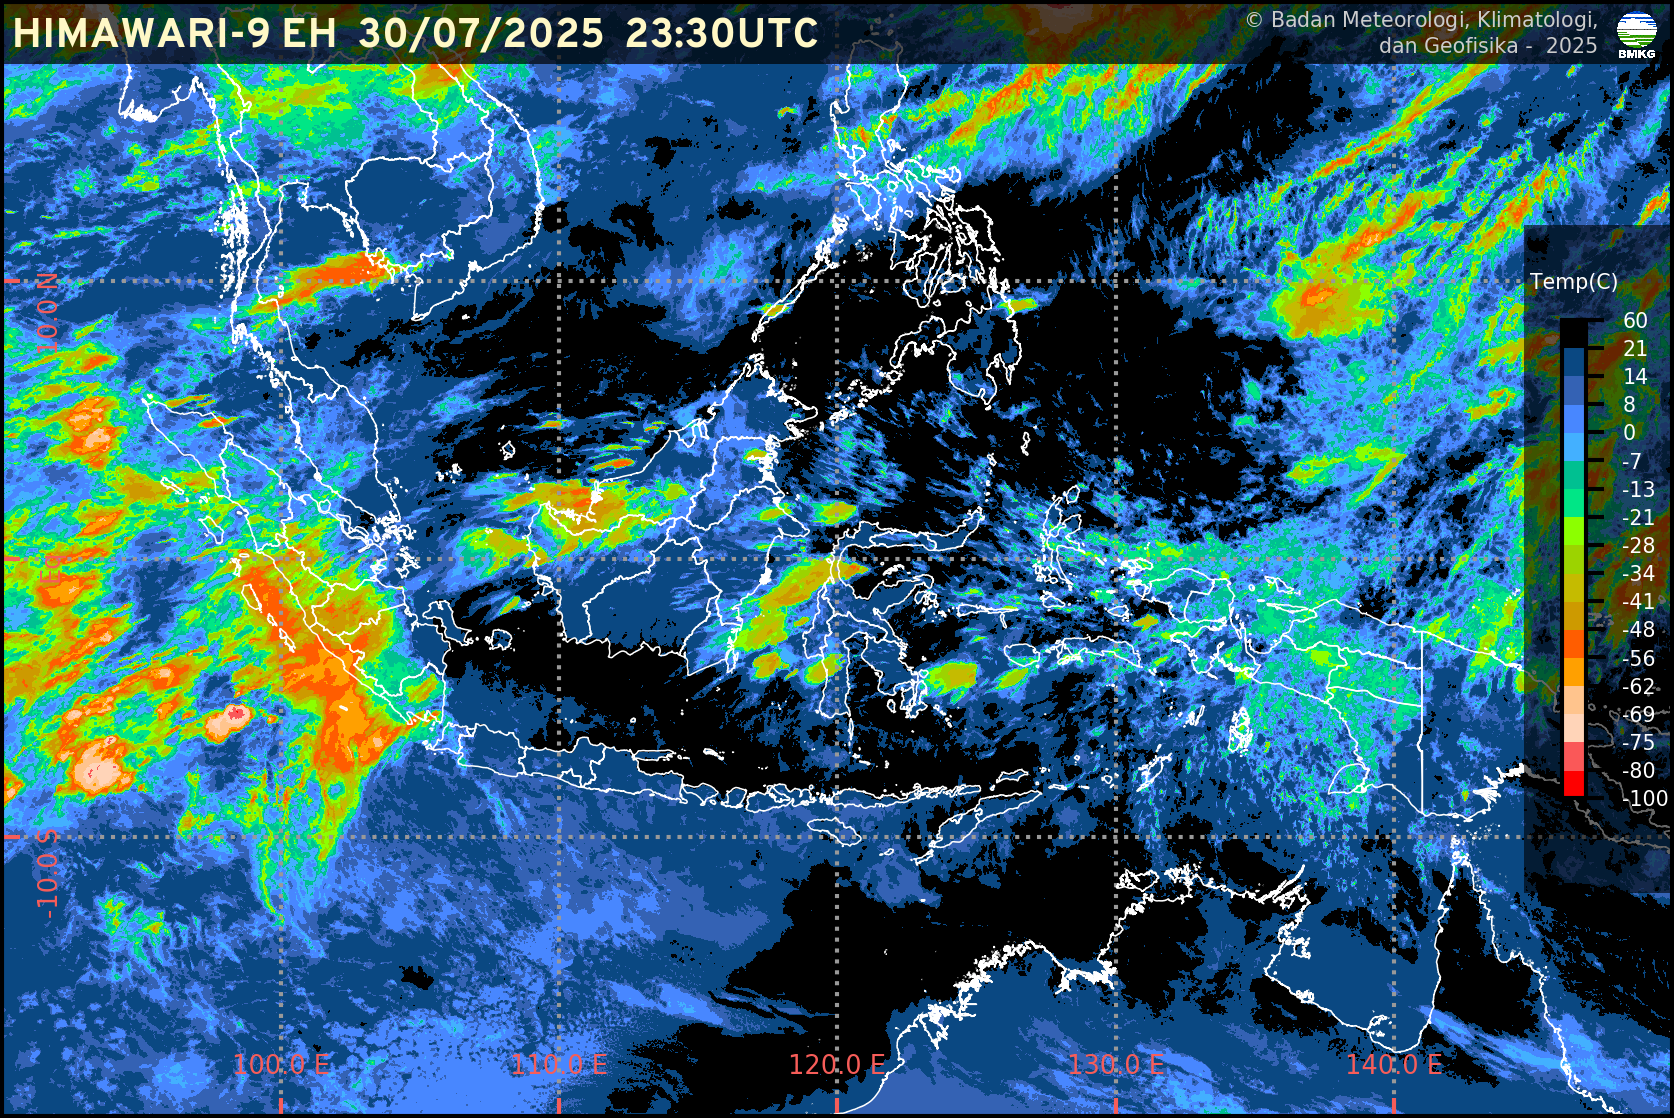 HIMAWARI-9 EH 30/07/2025 23:30UTC
© Badan Meteorologi, Klimatologi,
dan Geofisika - 2025
BMKG
Temp(C)
60
21
14
8
0
-7
-13
-21
-28
-34
-41
-48
-56
-62
-69
-75
-80
-100
10.0 N
-10.0 S
100.0 E
110.0 E
120.0 E
130.0 E
140.0 E